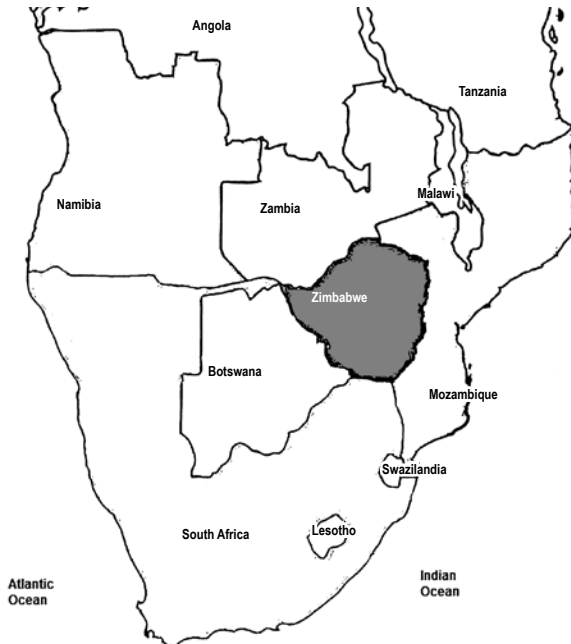 Angola
Tanzania
Malawi
Namibia
Zambia
Zimbabwe
Botswana
Mozambique
Swazilandia
South Africa
Lesotho
Atlantic
Ocean
Indian
Ocean